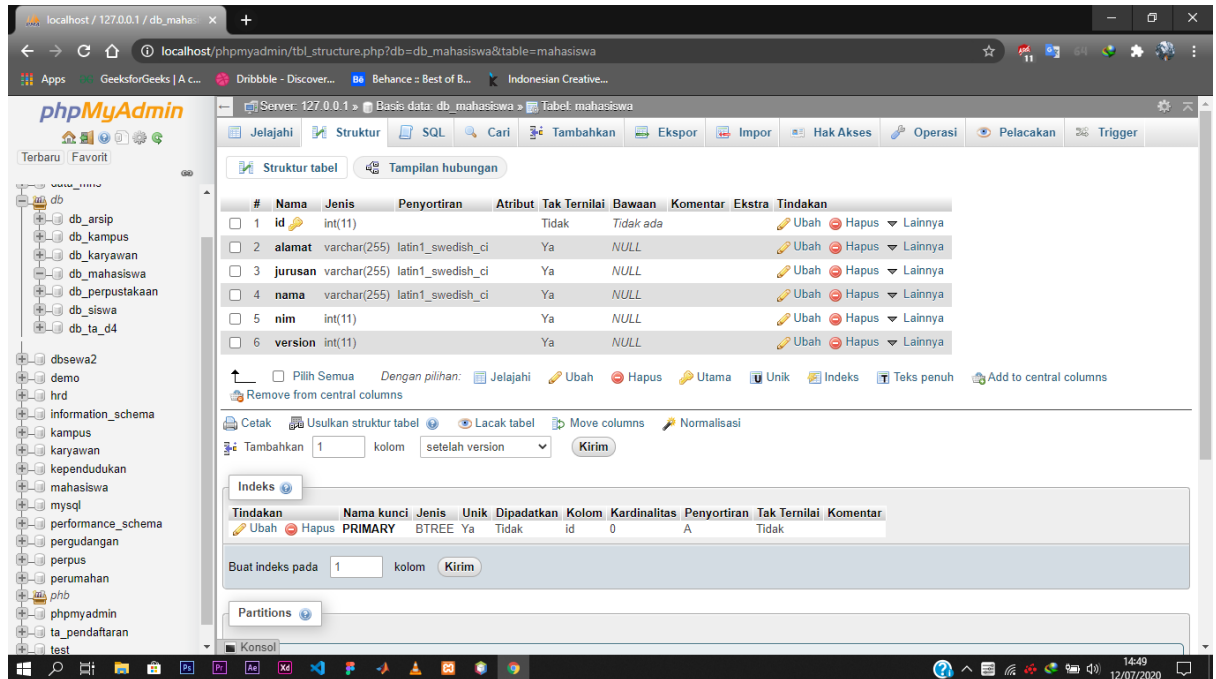 localhost / 127.0.0.1 / db_mahas
localhost/phpmyadmin/tbl_structure.php?db=db_mahasiswa&table=mahasiswa
11
Apps GeeksforGeeks | A c... Dribbble - Discover... Bē Behance :: Best of B... Indonesian Creative...
phpMyAdmin
Terbaru Favorit
db
db_arsip
db_kampus
db_karyawan
db_mahasiswa
db_perpustakaan
db_siswa
db_ta_d4
dbsewa2
demo
hrd
information_schema
kampus
karyawan
kependudukan
mahasiswa
mysql
performance_schema
pergudangan
perpus
perumahan
phb
phpmyadmin
ta_pendaftaran
test
Server: 127.0.0.1 » Basis data: db_mahasiswa » Tabel: mahasiswa
Jelajahi Struktur SQL Cari Tambahkan Ekspor Impor Hak Akses Operasi Pelacakan Trigger
Struktur tabel Tampilan hubungan
# Nama Jenis Penyortiran Atribut Tak Ternilai Bawaan Komentar Ekstra Tindakan
1 id int(11) Tidak Tidak ada Ubah Hapus Lainnya
2 alamat varchar(255) latin1_swedish_ci Ya NULL Ubah Hapus Lainnya
3 jurusan varchar(255) latin1_swedish_ci Ya NULL Ubah Hapus Lainnya
4 nama varchar(255) latin1_swedish_ci Ya NULL Ubah Hapus Lainnya
5 nim int(11) Ya NULL Ubah Hapus Lainnya
6 version int(11) Ya NULL Ubah Hapus Lainnya
Pilih Semua Dengan pilihan: Jelajahi Ubah Hapus Utama Unik Indeks Teks penuh Add to central columns
Remove from central columns
Cetak Usulkan struktur tabel Lacak tabel Move columns Normalisasi
Tambahkan 1 kolom setelah version Kirim
Indeks
Tindakan Nama kunci Jenis Unik Dipadatkan Kolom Kardinalitas Penyortiran Tak Ternilai Komentar
Ubah Hapus PRIMARY BTREE Ya Tidak id 0 A Tidak
Buat indeks pada 1 kolom Kirim
Partitions
Konsol
Ps Pr Ae Xd
14:49
12/07/2020